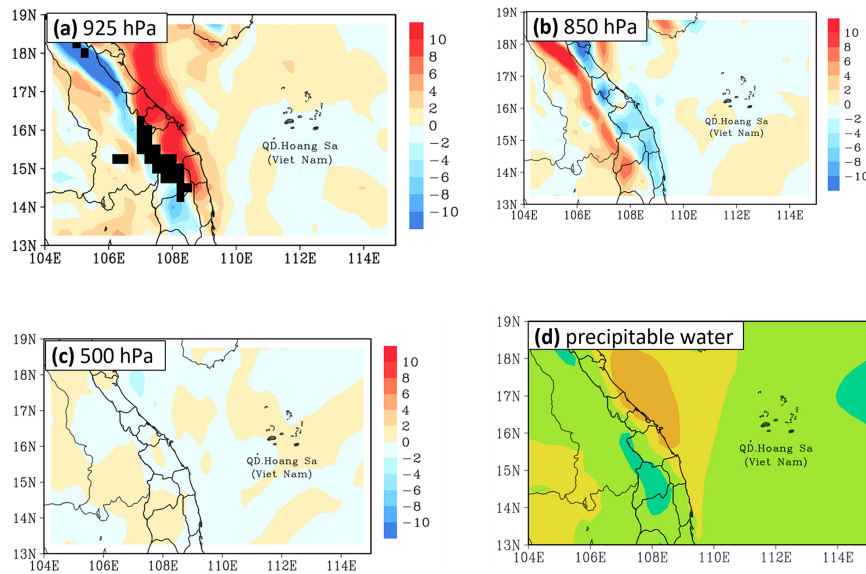 (a) 925 hPa
19N
18N
17N
16N
15N
14N
13N
104E 106E 108E 110E 112E 114E
QĐ.Hoang Sa
(Viet Nam)
10
8
6
4
2
0
−2
−4
−6
−8
−10
(b) 850 hPa
19N
18N
17N
16N
15N
14N
13N
104E 106E 108E 110E 112E 114E
QĐ.Hoang Sa
(Viet Nam)
10
8
6
4
2
0
−2
−4
−6
−8
−10
(c) 500 hPa
19N
18N
17N
16N
15N
14N
13N
104E 106E 108E 110E 112E 114E
QĐ.Hoang Sa
(Viet Nam)
10
8
6
4
2
0
−2
−4
−6
−8
−10
(d) precipitable water
19N
18N
17N
16N
15N
14N
13N
104E 106E 108E 110E 112E 114E
QĐ.Hoang Sa
(Viet Nam)